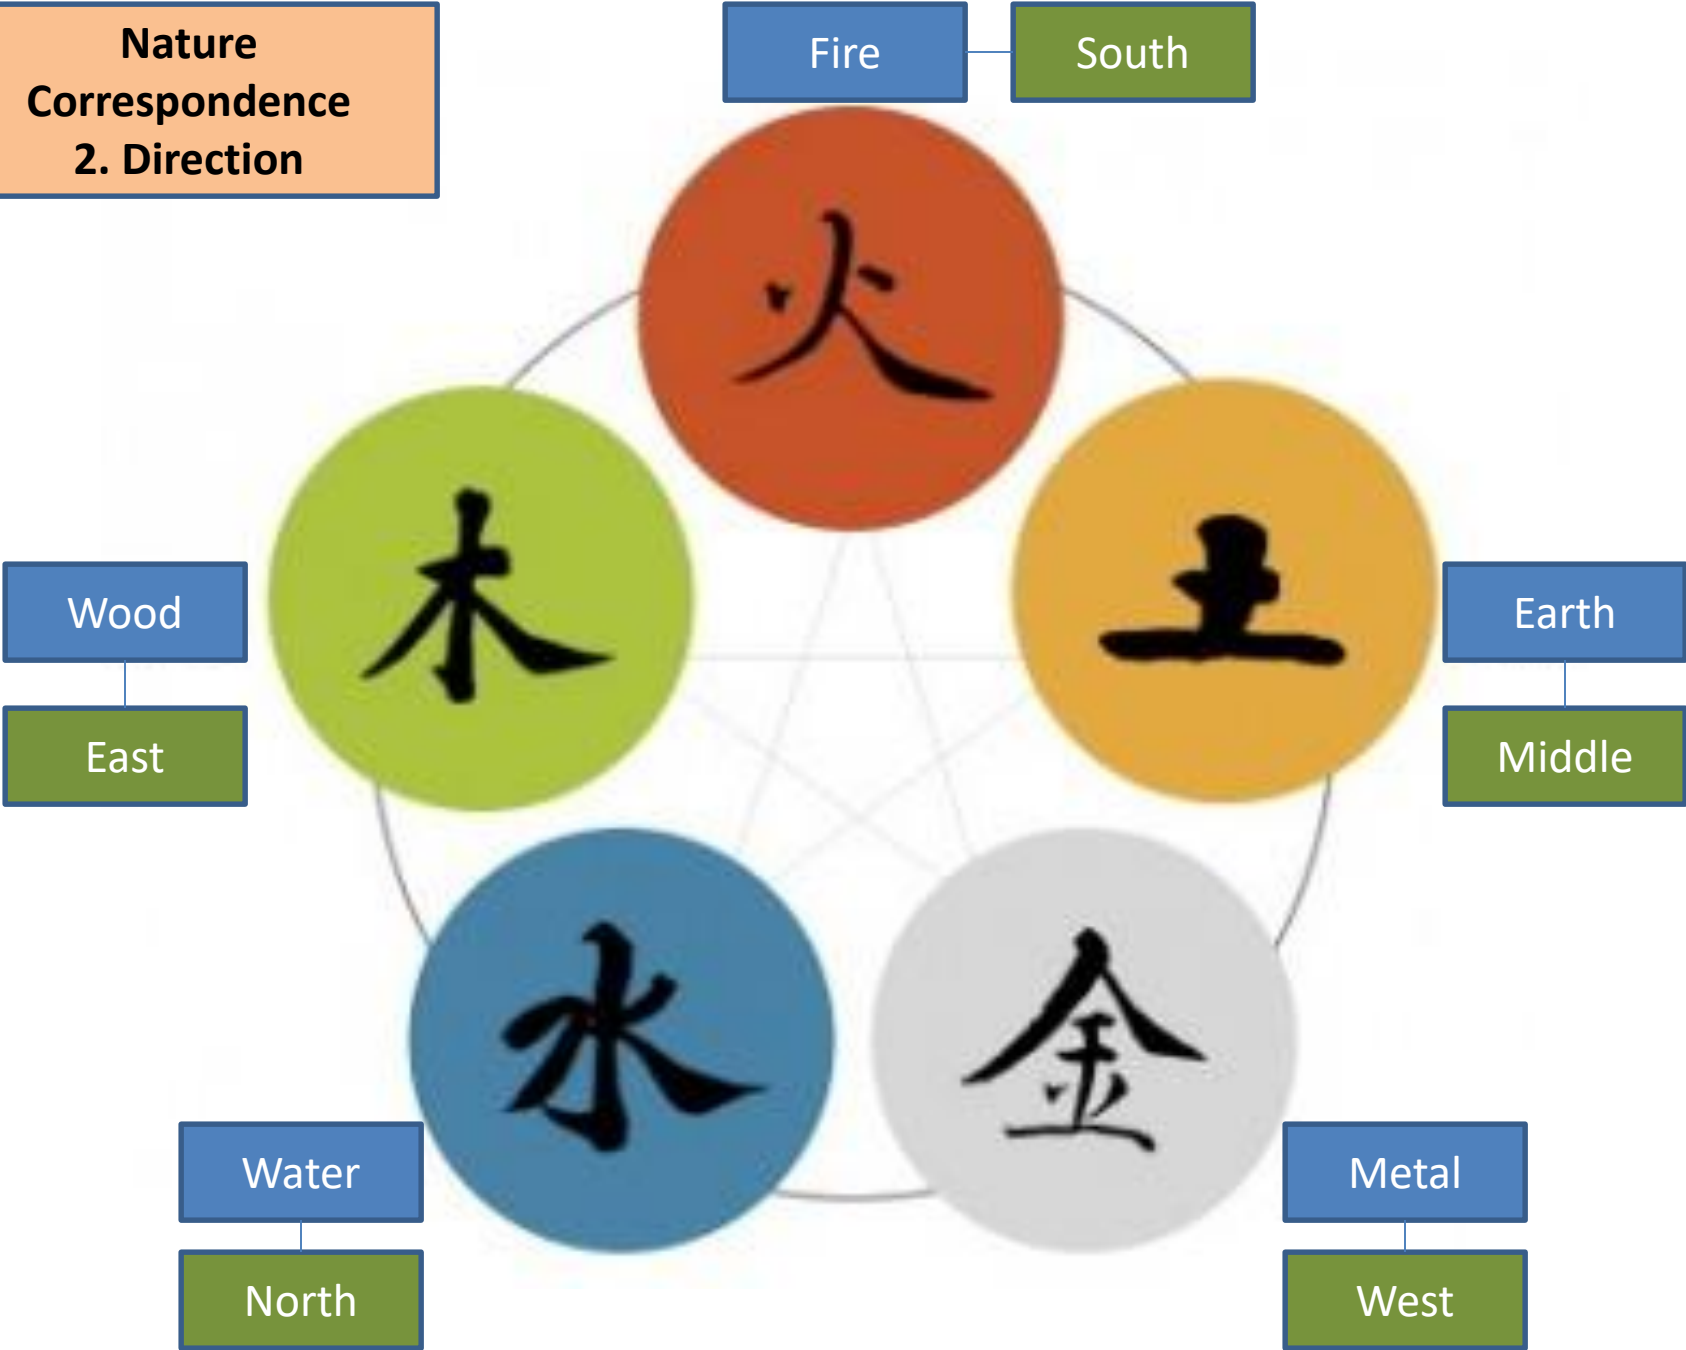 Nature
Correspondence
2. Direction
Fire
South
火
木
土
Wood
East
Earth
Middle
水
金
Water
North
Metal
West